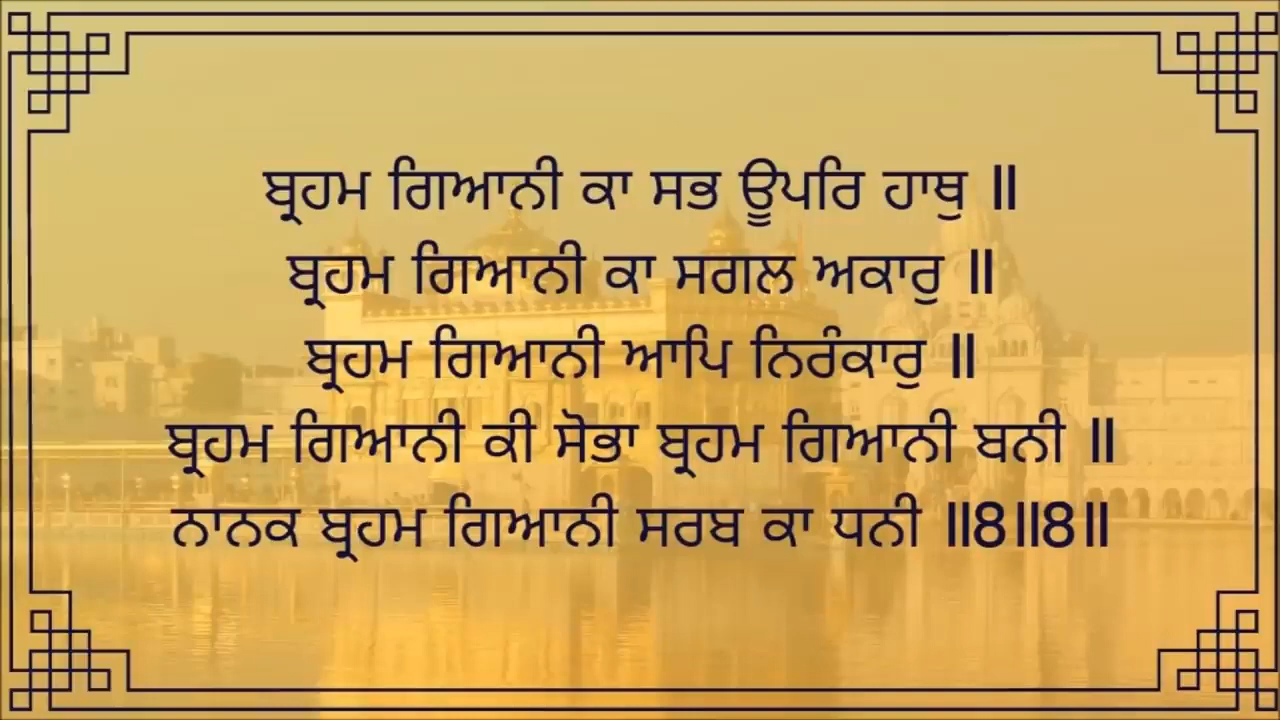 ਬ੍ਰਹਮ ਗਿਆਨੀ ਕਾ ਸਭ ਊਪਰਿ ਹਾਥੁ ॥
ਬ੍ਰਹਮ ਗਿਆਨੀ ਕਾ ਸਗਲ ਅਕਾਰੁ ॥
ਬ੍ਰਹਮ ਗਿਆਨੀ ਆਪਿ ਨਿਰੰਕਾਰੁ ॥
ਬ੍ਰਹਮ ਗਿਆਨੀ ਕੀ ਸੋਭਾ ਬ੍ਰਹਮ ਗਿਆਨੀ ਬਨੀ ॥
ਨਾਨਕ ਬ੍ਰਹਮ ਗਿਆਨੀ ਸਰਬ ਕਾ ਧਨੀ ॥8॥8॥